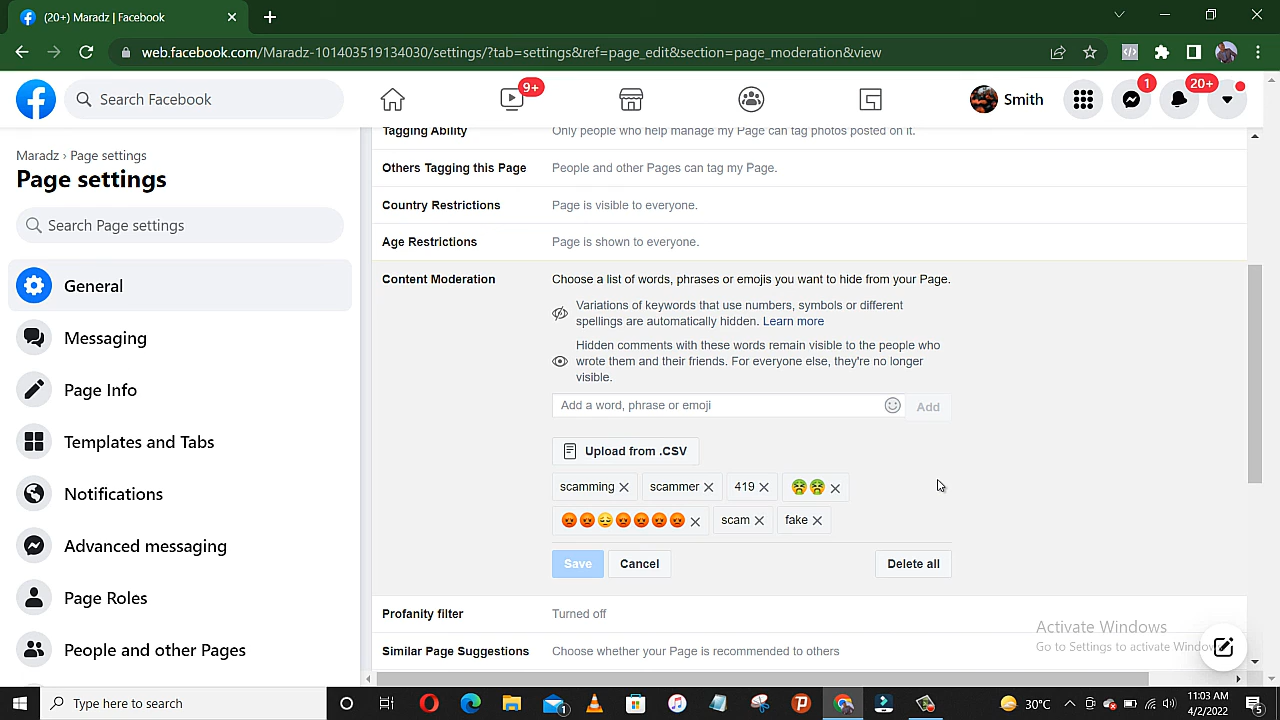 (20+) Maradz | Facebook
web.facebook.com/Maradz-101403519134030/settings/?tab=settings&ref=page_edit&section=page_moderation&view
Search Facebook
9+
Smith
1
20+
Maradz › Page settings
Page settings
Search Page settings
General
Messaging
Page Info
Templates and Tabs
Notifications
Advanced messaging
Page Roles
People and other Pages
Tagging Ability Only people who help manage my Page can tag photos posted on it.
Others Tagging this Page People and other Pages can tag my Page.
Country Restrictions Page is visible to everyone.
Age Restrictions Page is shown to everyone.
Content Moderation Choose a list of words, phrases or emojis you want to hide from your Page.
Variations of keywords that use numbers, symbols or different
spellings are automatically hidden. Learn more
Hidden comments with these words remain visible to the people who
wrote them and their friends. For everyone else, they're no longer
visible.
Add a word, phrase or emoji Add
Upload from .CSV
scamming scammer 419
scam fake
Save Cancel Delete all
Profanity filter Turned off
Similar Page Suggestions Choose whether your Page is recommended to others
Activate Windows
Go to Settings to activate Window
Type here to search
1
30°C
11:03 AM
4/2/2022
5